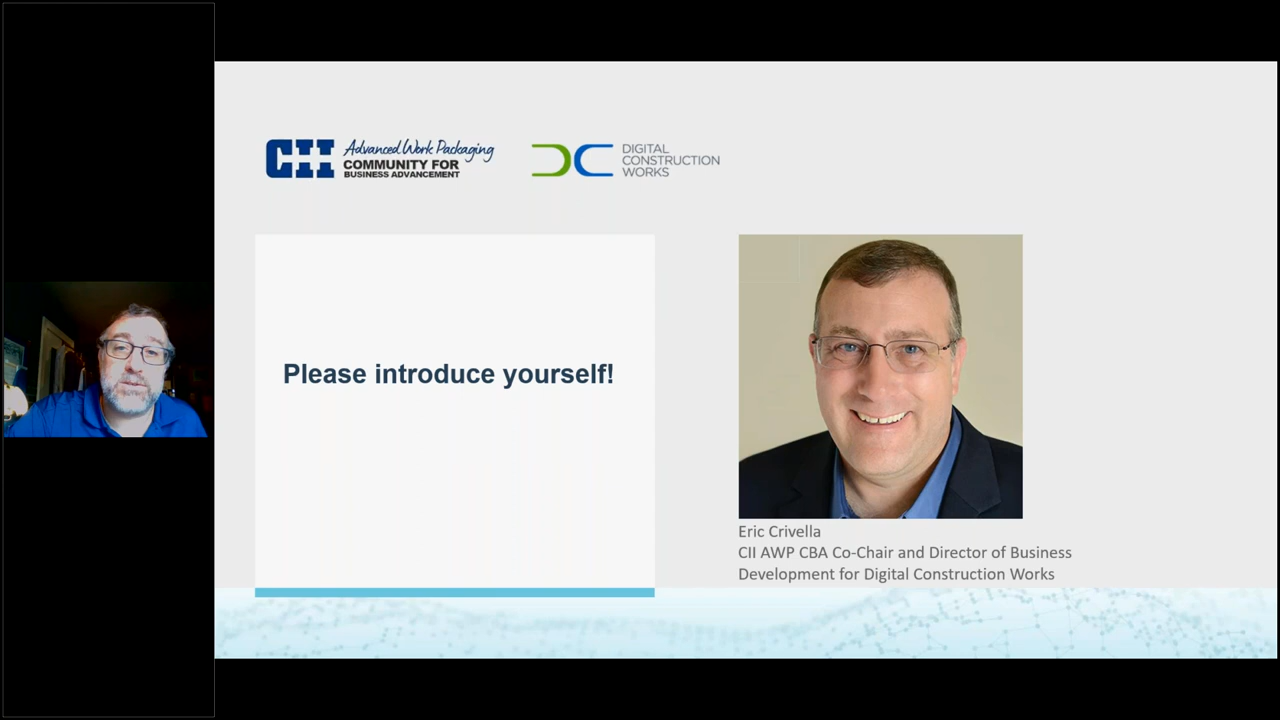 CII Advanced Work Packaging
COMMUNITY FOR
BUSINESS ADVANCEMENT
DC DIGITAL
CONSTRUCTION
WORKS
Please introduce yourself!
Eric Crivella
CII AWP CBA Co-Chair and Director of Business
Development for Digital Construction Works